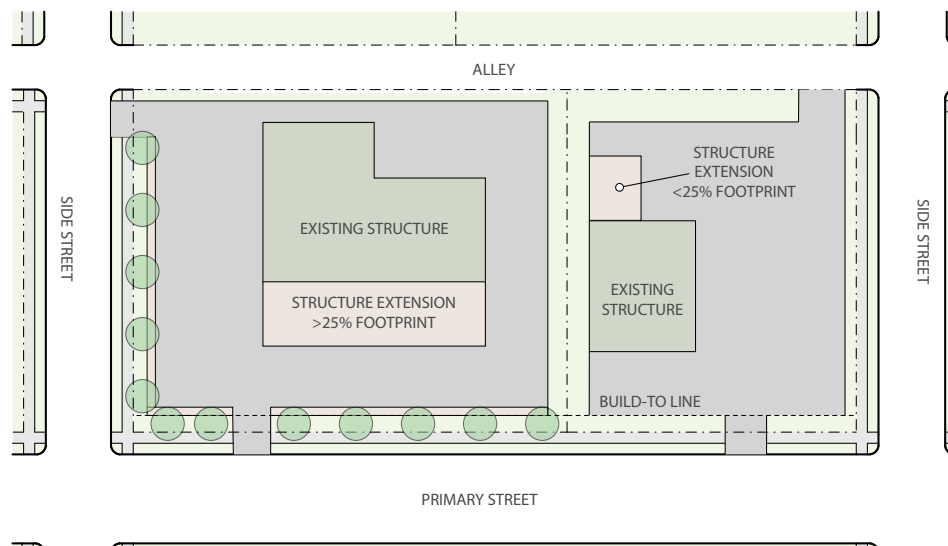 ALLEY
STRUCTURE
EXTENSION
<25% FOOTPRINT
SIDE STREET
SIDE STREET
EXISTING STRUCTURE
EXISTING
STRUCTURE
STRUCTURE EXTENSION
>25% FOOTPRINT
BUILD-TO LINE
PRIMARY STREET